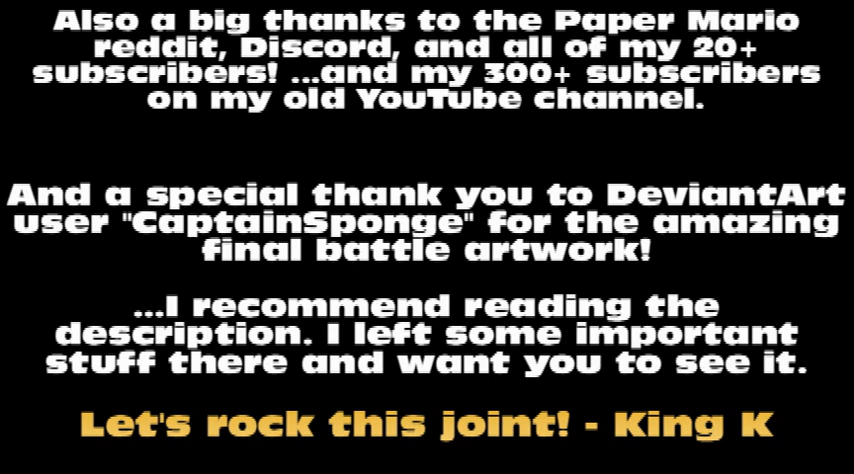 Also a big thanks to the Paper Mario
reddit, Discord, and all of my 20+
subscribers! ...and my 300+ subscribers
on my old YouTube channel.
And a special thank you to DeviantArt
user "CaptainSponge" for the amazing
final battle artwork!
...I recommend reading the
description. I left some important
stuff there and want you to see it.
Let's rock this joint! - King K